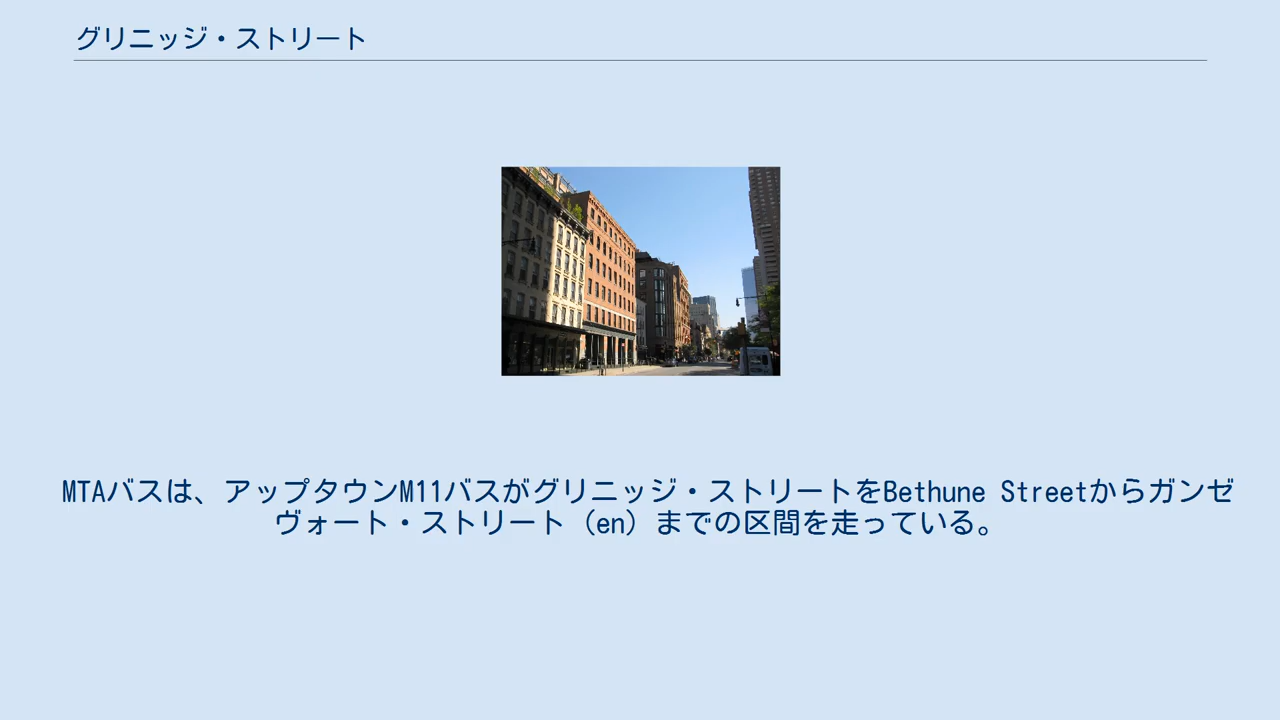 グリニッジ・ストリート
MTAバスは、アップタウンM11バスがグリニッジ・ストリートをBethune Streetからガンゼ
ヴォート・ストリート（en）までの区間を走っている。